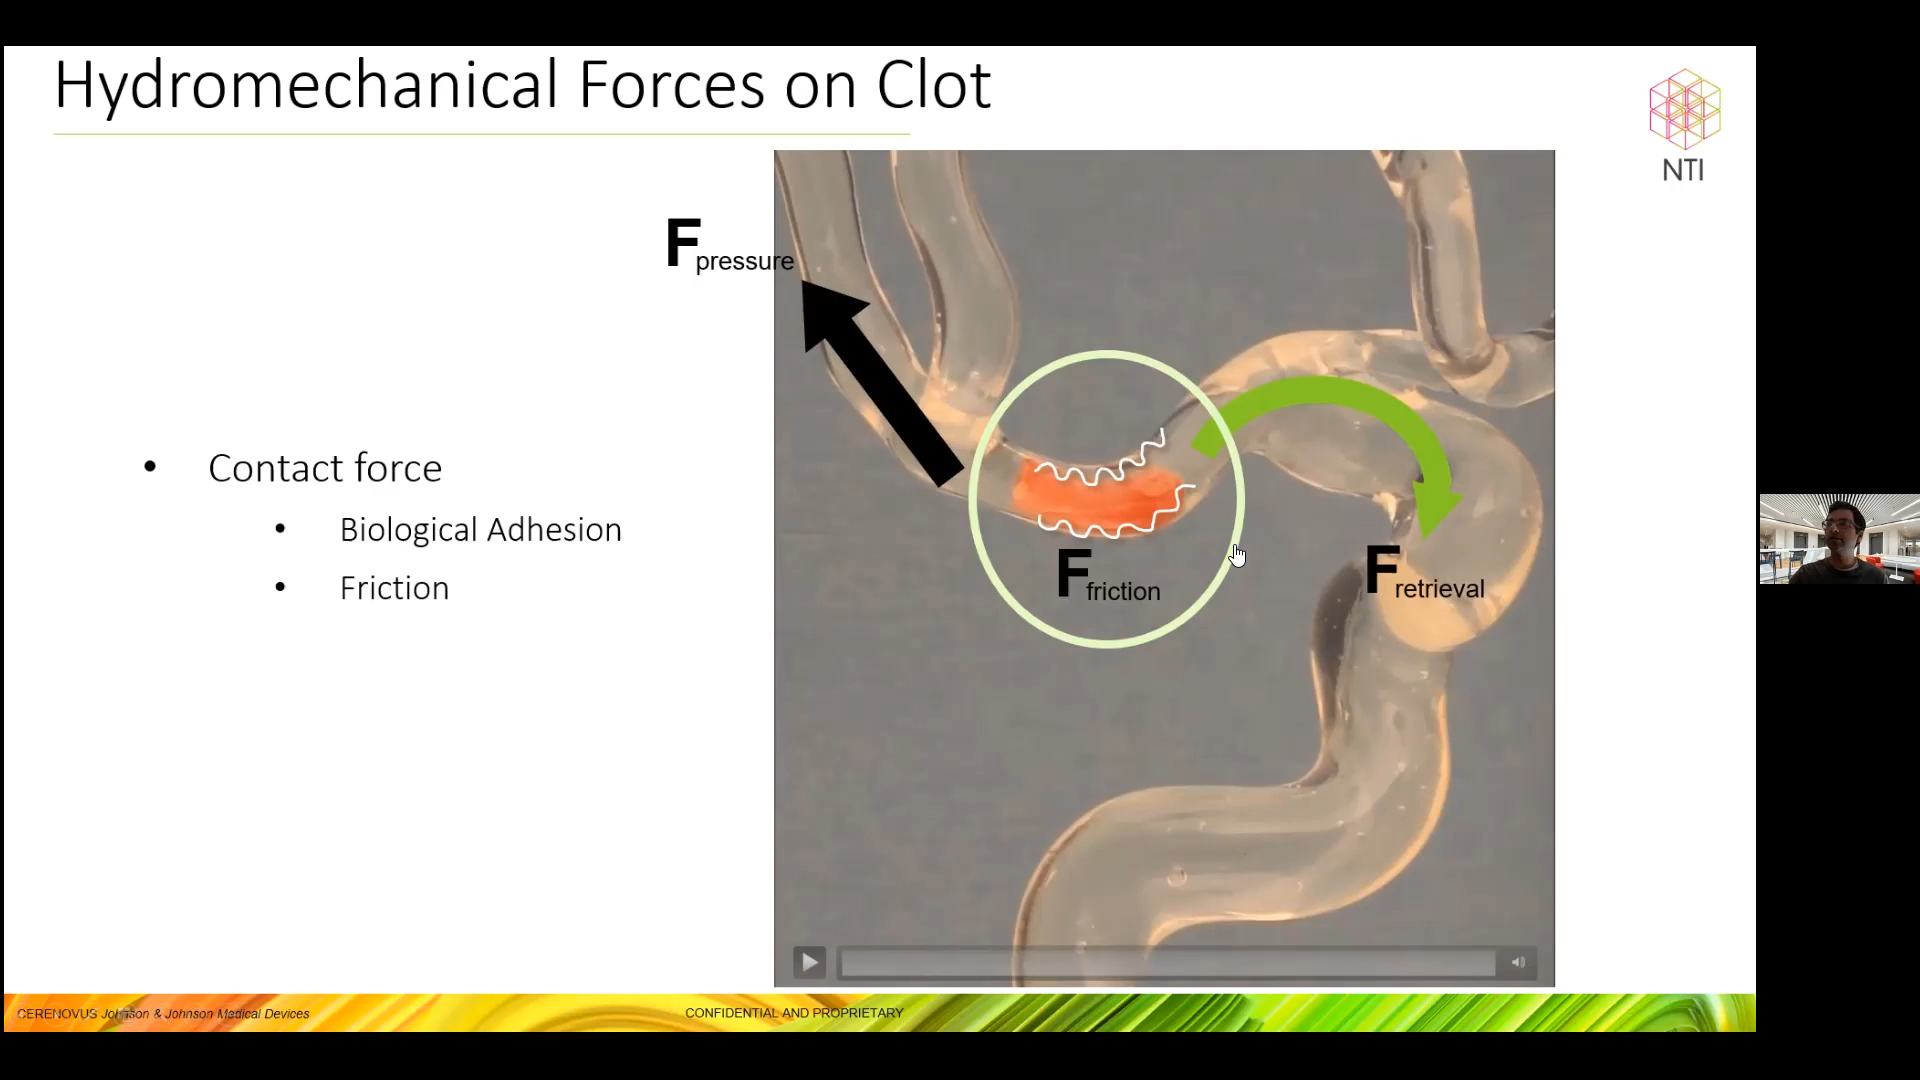 Hydromechanical Forces on Clot
NTI
F pressure
• Contact force
• Biological Adhesion
• Friction
F friction
F retrieval
CERENOVUS Johnson & Johnson Medical Devices
CONFIDENTIAL AND PROPRIETARY